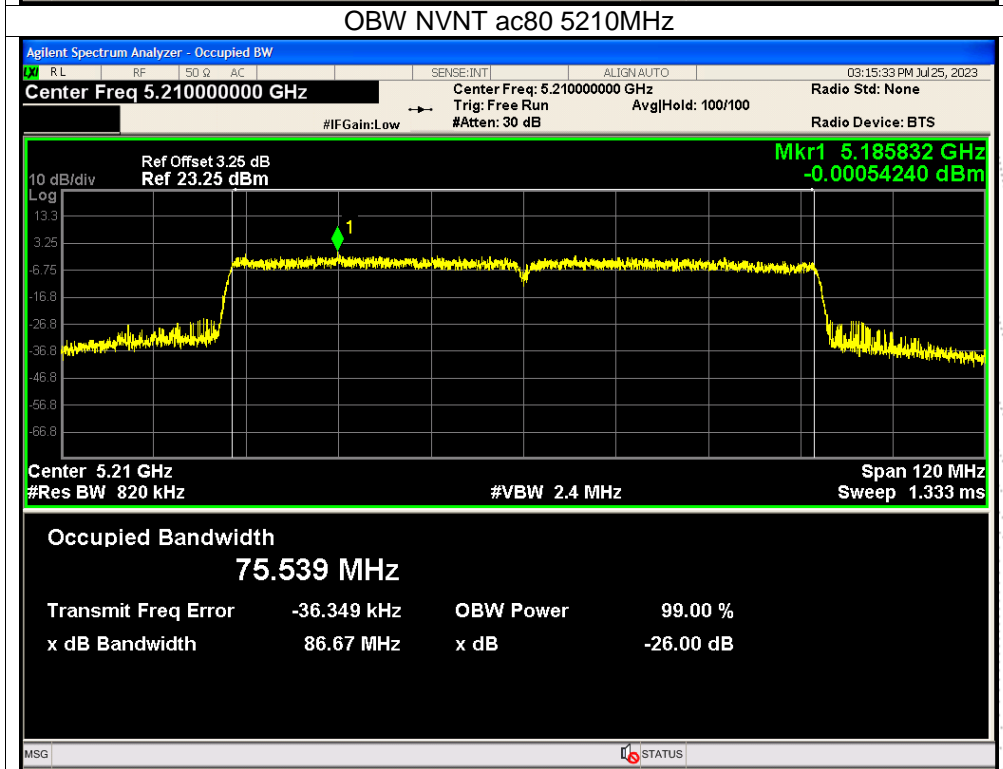 OBW NVNT ac80 5210MHz
Agilent Spectrum Analyzer - Occupied BW
LXI RL RF 50 Ω AC SENSE:INT ALIGN AUTO 03:15:33 PM Jul 25, 2023
Center Freq 5.210000000 GHz Center Freq: 5.210000000 GHz Radio Std: None
Trig: Free Run Avg|Hold: 100/100
#IFGain:Low #Atten: 30 dB Radio Device: BTS
Ref Offset 3.25 dB Mkr1 5.185832 GHz
10 dB/div Ref 23.25 dBm -0.00054240 dBm
Log
13.3
1
3.25
-6.75
-16.8
-26.8
-36.8
-46.8
-56.8
-66.8
Center 5.21 GHz Span 120 MHz
#Res BW 820 kHz #VBW 2.4 MHz Sweep 1.333 ms
Occupied Bandwidth
75.539 MHz
Transmit Freq Error -36.349 kHz OBW Power 99.00 %
x dB Bandwidth 86.67 MHz x dB -26.00 dB
MSG STATUS